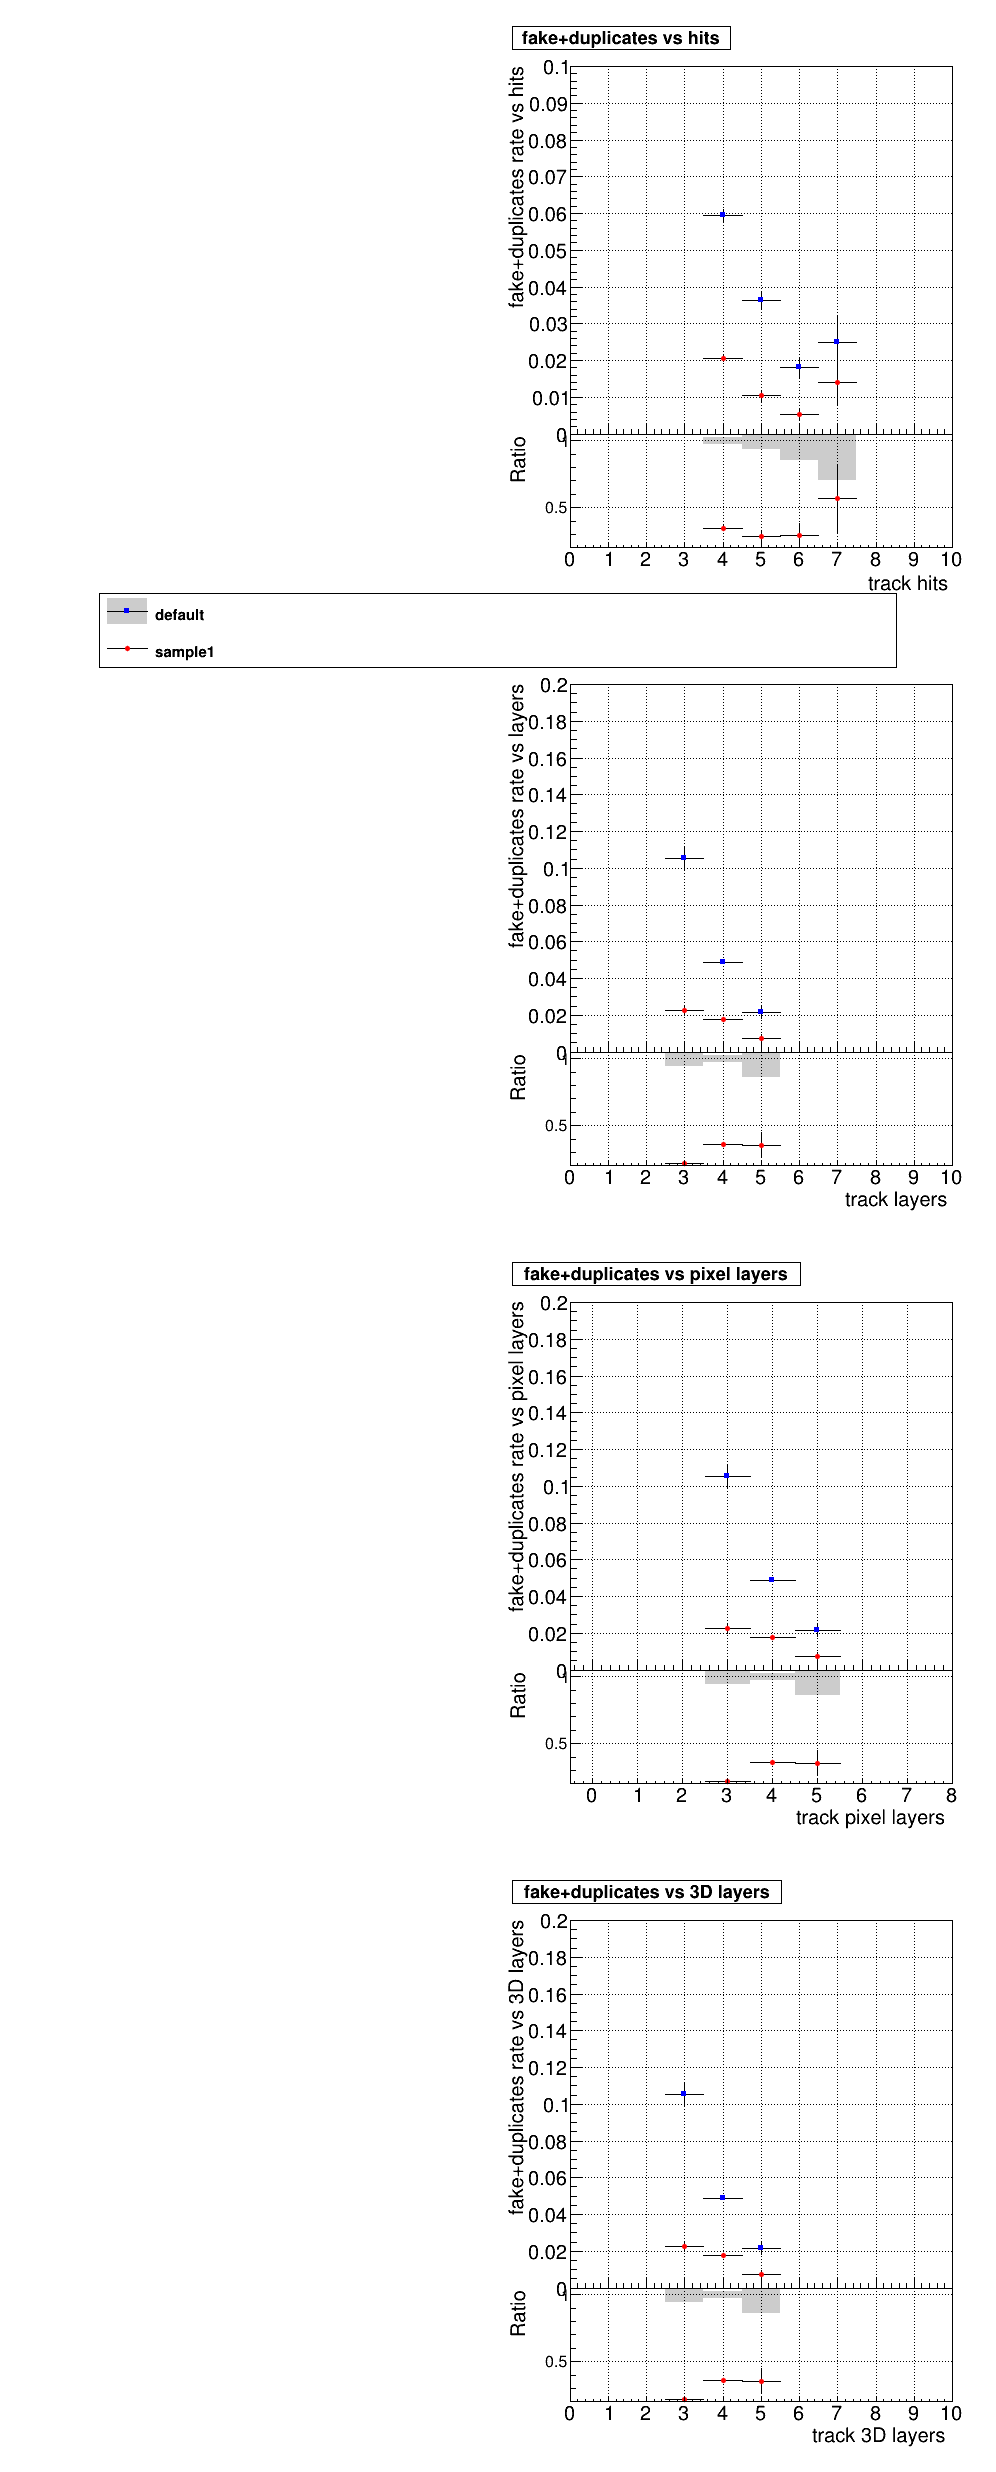 fake+duplicates vs hits
fake+duplicates rate vs hits
0.1
0.09
0.08
0.07
0.06
0.05
0.04
0.03
0.02
0.01
0
Ratio
1
0.5
0 1 2 3 4 5 6 7 8 9 10
track hits
default
sample1
fake+duplicates rate vs layers
0.2
0.18
0.16
0.14
0.12
0.1
0.08
0.06
0.04
0.02
0
Ratio
1
0.5
0 1 2 3 4 5 6 7 8 9 10
track layers
fake+duplicates vs pixel layers
fake+duplicates rate vs pixel layers
0.2
0.18
0.16
0.14
0.12
0.1
0.08
0.06
0.04
0.02
0
Ratio
1
0.5
0 1 2 3 4 5 6 7 8
track pixel layers
fake+duplicates vs 3D layers
fake+duplicates rate vs 3D layers
0.2
0.18
0.16
0.14
0.12
0.1
0.08
0.06
0.04
0.02
0
Ratio
1
0.5
0 1 2 3 4 5 6 7 8 9 10
track 3D layers